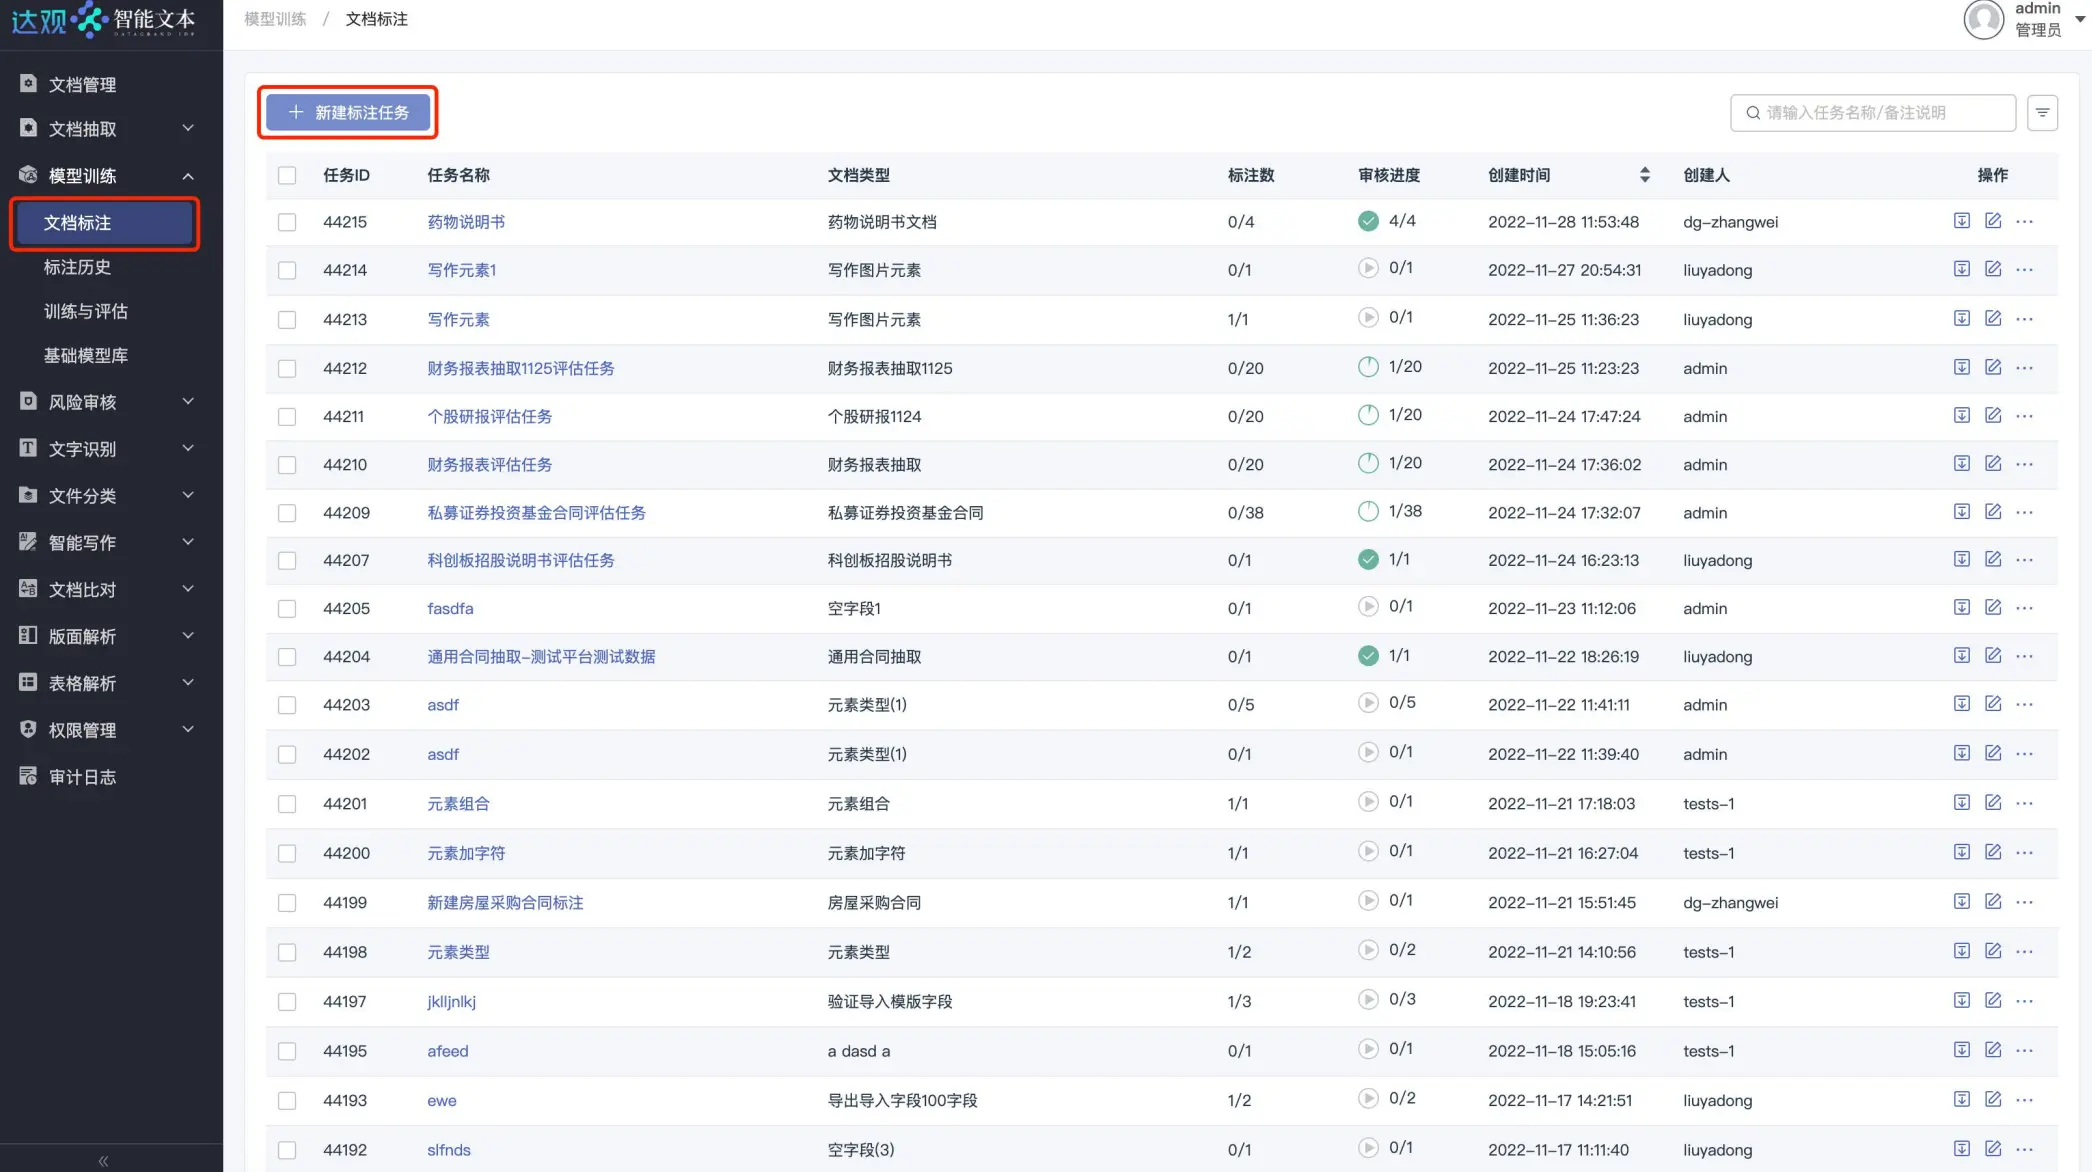 达观 智能文本
DATAGRAND IDP
模型训练 / 文档标注
admin
管理员
文档管理
文档抽取
模型训练
文档标注
标注历史
训练与评估
基础模型库
风险审核
文字识别
文件分类
智能写作
文档比对
版面解析
表格解析
权限管理
审计日志
+ 新建标注任务
请输入任务名称/备注说明
任务ID 任务名称 文档类型 标注数 审核进度 创建时间 创建人 操作
44215 药物说明书 药物说明书文档 0/4 4/4 2022-11-28 11:53:48 dg-zhangwei
44214 写作元素1 写作图片元素 0/1 0/1 2022-11-27 20:54:31 liuyadong
44213 写作元素 写作图片元素 1/1 0/1 2022-11-25 11:36:23 liuyadong
44212 财务报表抽取1125评估任务 财务报表抽取1125 0/20 1/20 2022-11-25 11:23:23 admin
44211 个股研报评估任务 个股研报1124 0/20 1/20 2022-11-24 17:47:24 admin
44210 财务报表评估任务 财务报表抽取 0/20 1/20 2022-11-24 17:36:02 admin
44209 私募证券投资基金合同评估任务 私募证券投资基金合同 0/38 1/38 2022-11-24 17:32:07 admin
44207 科创板招股说明书评估任务 科创板招股说明书 0/1 1/1 2022-11-24 16:23:13 liuyadong
44205 fasdfa 空字段1 0/1 0/1 2022-11-23 11:12:06 admin
44204 通用合同抽取-测试平台测试数据 通用合同抽取 0/1 1/1 2022-11-22 18:26:19 liuyadong
44203 asdf 元素类型(1) 0/5 0/5 2022-11-22 11:41:11 admin
44202 asdf 元素类型(1) 0/1 0/1 2022-11-22 11:39:40 admin
44201 元素组合 元素组合 1/1 0/1 2022-11-21 17:18:03 tests-1
44200 元素加字符 元素加字符 1/1 0/1 2022-11-21 16:27:04 tests-1
44199 新建房屋采购合同标注 房屋采购合同 1/1 0/1 2022-11-21 15:51:45 dg-zhangwei
44198 元素类型 元素类型 1/2 0/2 2022-11-21 14:10:56 tests-1
44197 jklljnlkj 验证导入模版字段 1/3 0/3 2022-11-18 19:23:41 tests-1
44195 afeed a dasd a 0/1 0/1 2022-11-18 15:05:16 tests-1
44193 ewe 导出导入字段100字段 1/2 0/2 2022-11-17 14:21:51 liuyadong
44192 slfnds 空字段(3) 0/1 0/1 2022-11-17 11:11:40 liuyadong